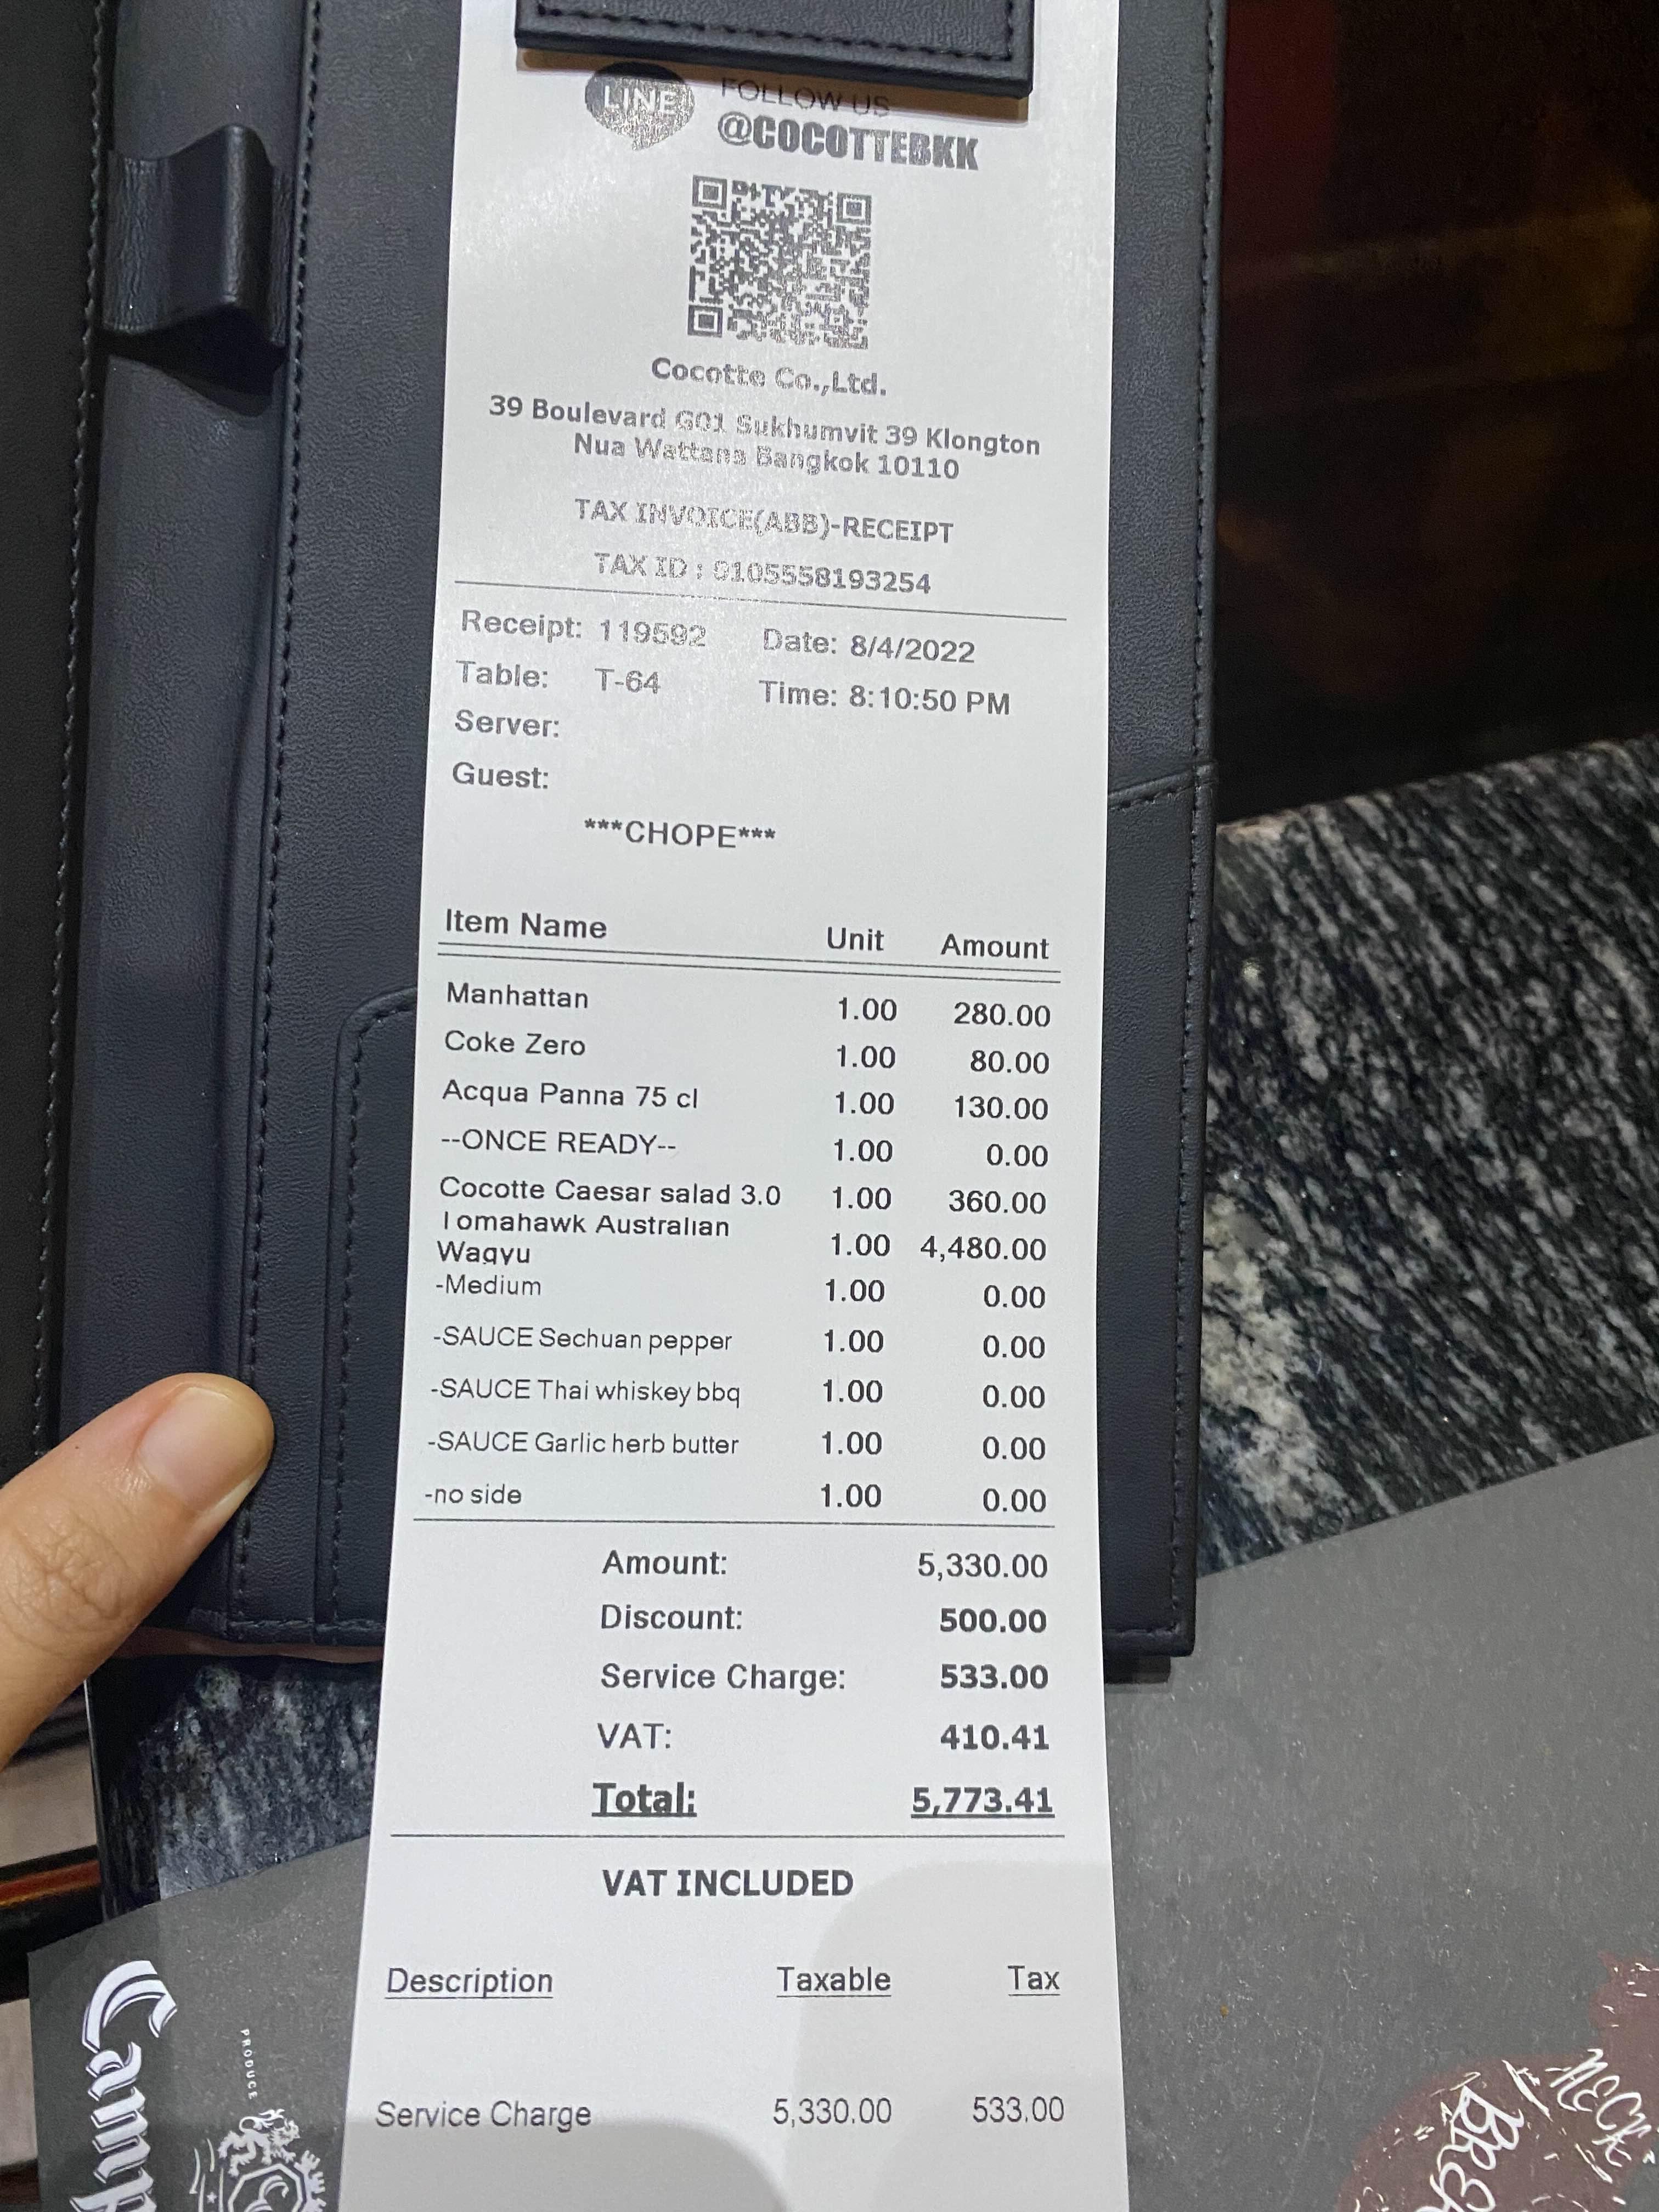 LINE
FOLLOW US
@COCOTTEBKK
Cocotte Co.,Ltd.
39 Boulevard G01 Sukhumvit 39 Klongton
Nua Wattana Bangkok 10110
TAX INVOICE(ABB)-RECEIPT
TAX ID : 0105558193254
Receipt: 119592 Date: 8/4/2022
Table: T-64 Time: 8:10:50 PM
Server:
Guest:
***CHOPE***
Item Name Unit Amount
Manhattan 1.00 280.00
Coke Zero 1.00 80.00
Acqua Panna 75 cl 1.00 130.00
--ONCE READY-- 1.00 0.00
Cocotte Caesar salad 3.0 1.00 360.00
Tomahawk Australian
Wagyu 1.00 4,480.00
-Medium 1.00 0.00
-SAUCE Sechuan pepper 1.00 0.00
-SAUCE Thai whiskey bbq 1.00 0.00
-SAUCE Garlic herb butter 1.00 0.00
-no side 1.00 0.00
Amount: 5,330.00
Discount: 500.00
Service Charge: 533.00
VAT: 410.41
Total: 5,773.41
VAT INCLUDED
Description Taxable Tax
Service Charge 5,330.00 533.00
PRODUCE
NECK